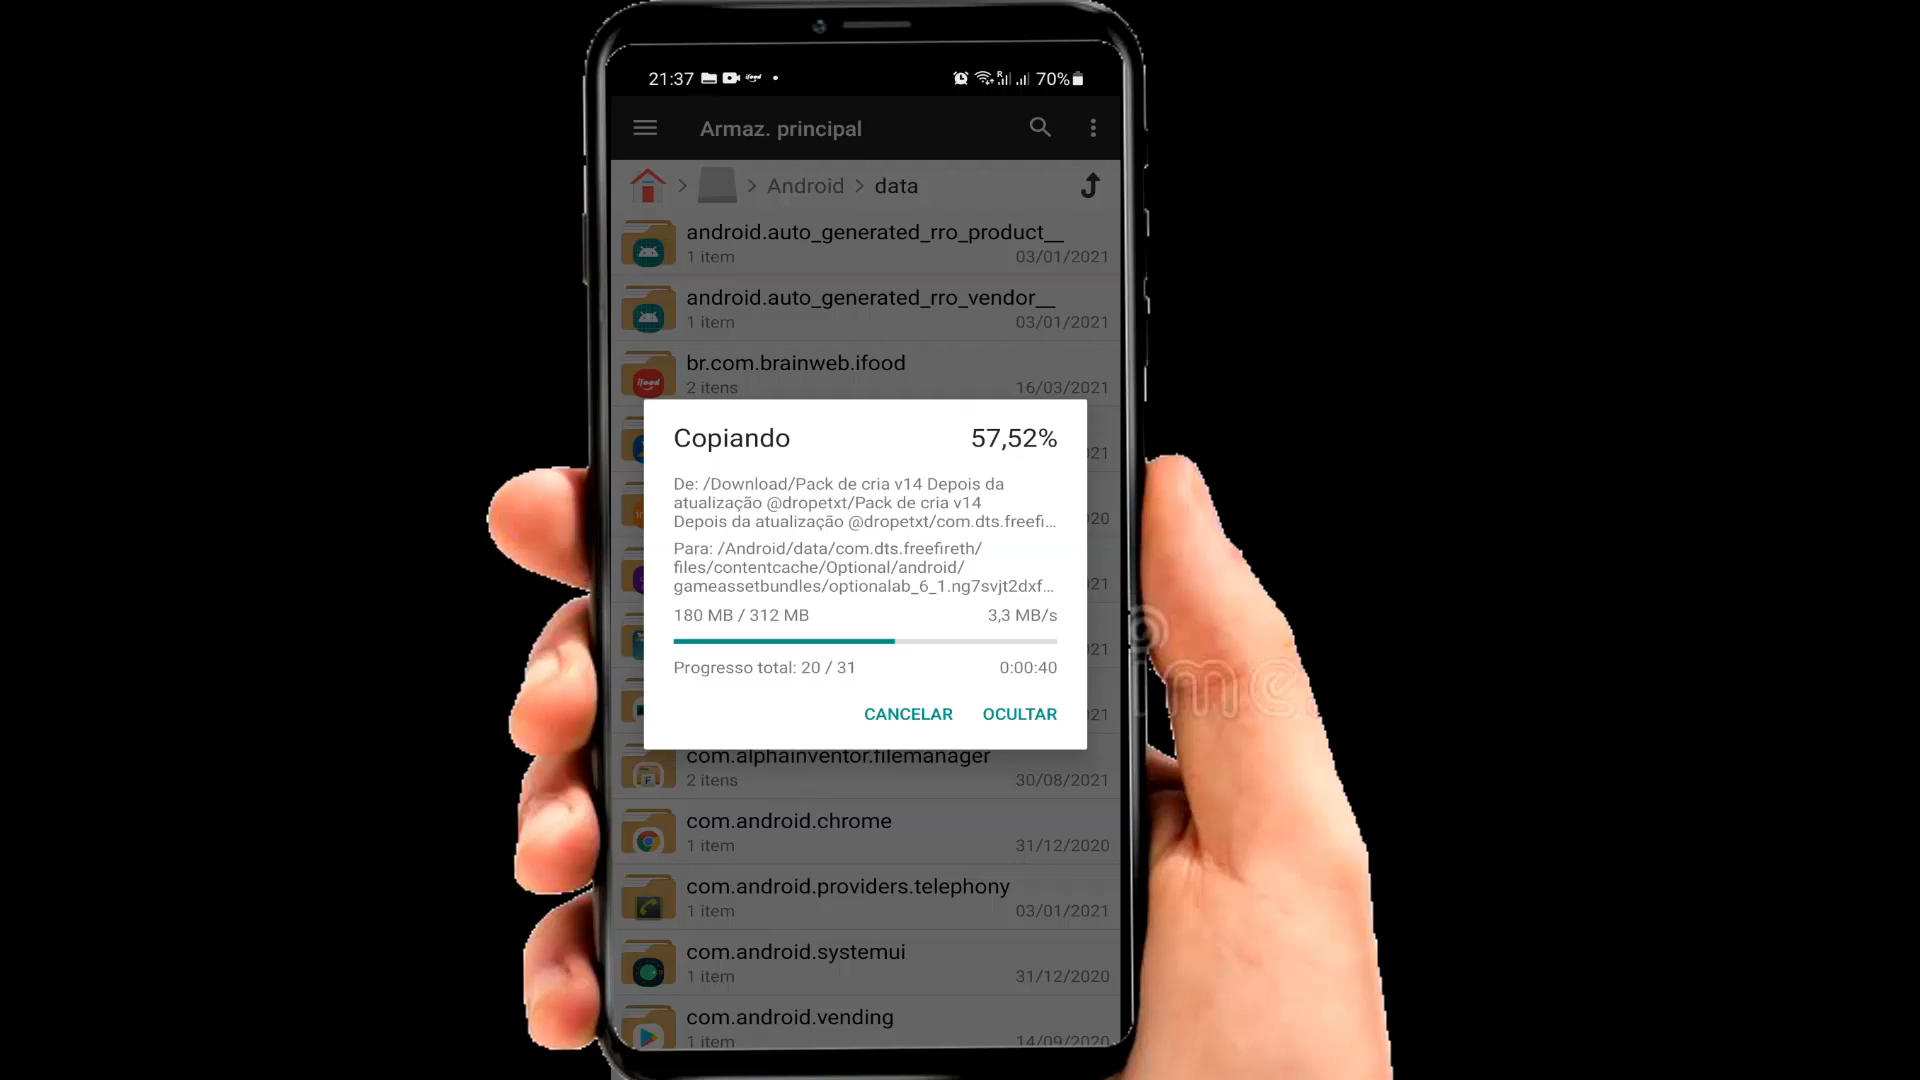 21:37
70%
Armaz. principal
Android > data
android.auto_generated_rro_product__
1 item 03/01/2021
android.auto_generated_rro_vendor__
1 item 03/01/2021
br.com.brainweb.ifood
2 itens 16/03/2021
Copiando 57,52%
De: /Download/Pack de cria v14 Depois da
atualização @dropetxt/Pack de cria v14
Depois da atualização @dropetxt/com.dts.freefi...
Para: /Android/data/com.dts.freefireth/
files/contentcache/Optional/android/
gameassetbundles/optionalab_6_1.ng7svjt2dxf...
180 MB / 312 MB 3,3 MB/s
Progresso total: 20 / 31 0:00:40
CANCELAR OCULTAR
com.alphainventor.filemanager
2 itens 30/08/2021
com.android.chrome
1 item 31/12/2020
com.android.providers.telephony
1 item 03/01/2021
com.android.systemui
1 item 31/12/2020
com.android.vending
1 item 14/09/2020